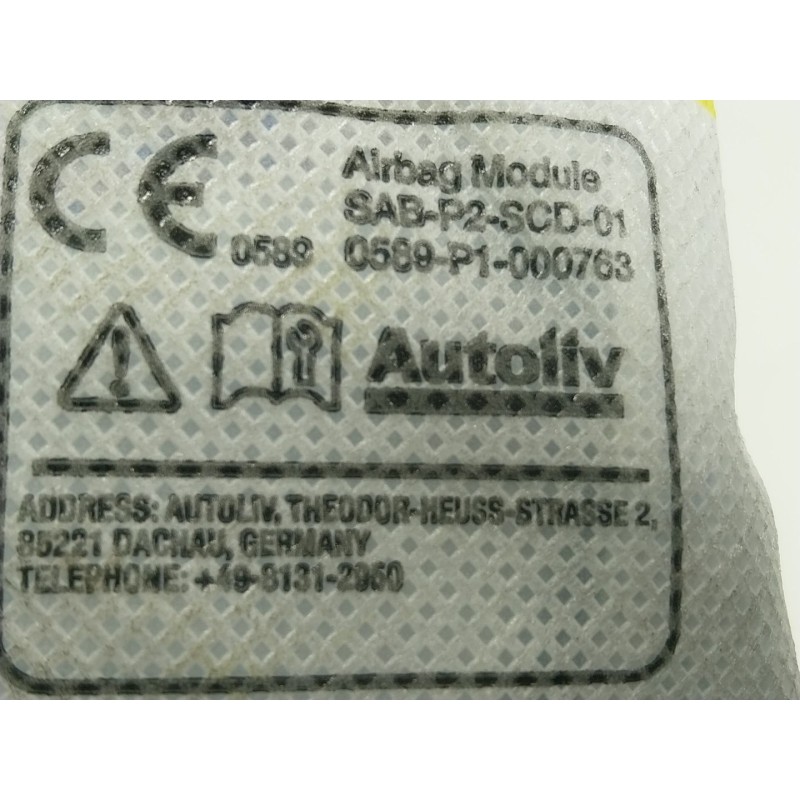 CE 0589
Airbag Module
SAB-P2-SCD-01
0589-P1-000763
Autoliv
ADDRESS: AUTOLIV, THEODOR-HEUSS-STRASSE 2,
85221 DACHAU, GERMANY
TELEPHONE: +49-8131-2950